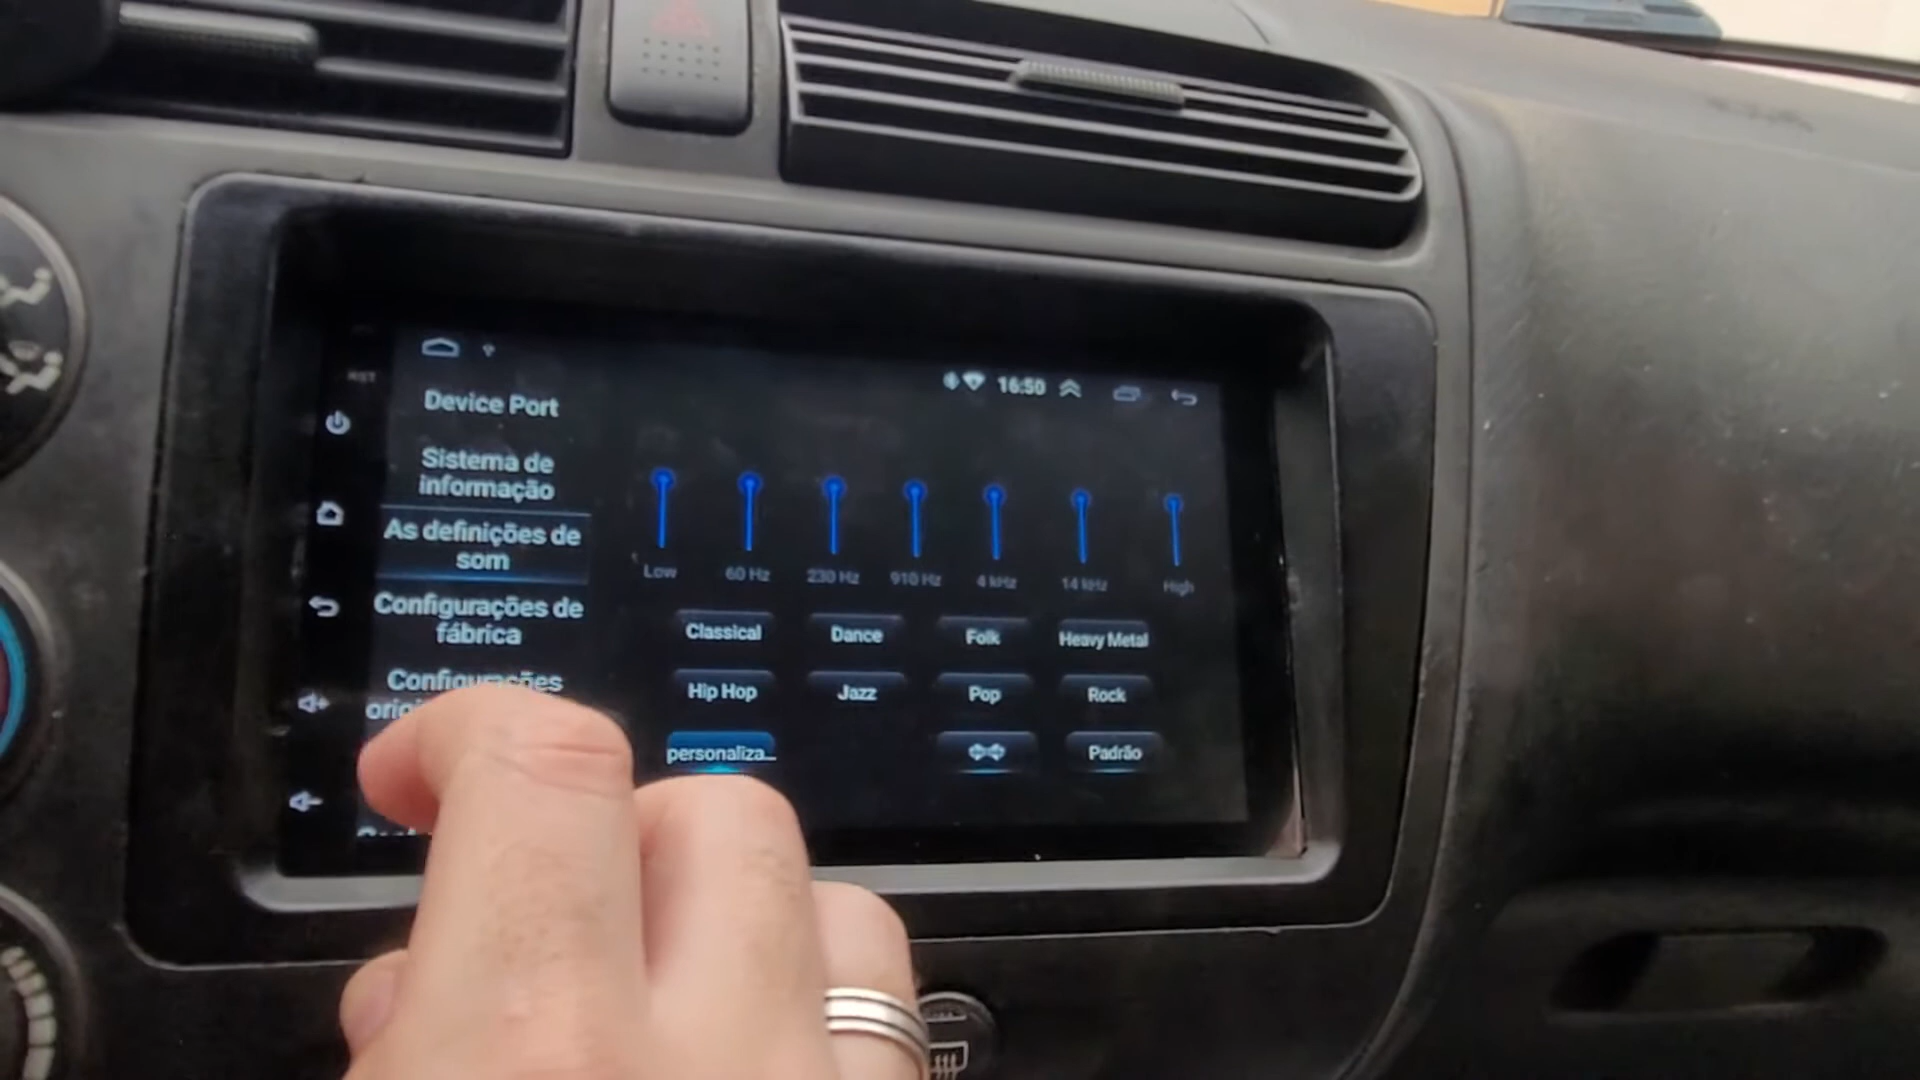 RST
16:50
Device Port
Sistema de
informação
As definições de
som
Configurações de
fábrica
Configurações
Low
60 Hz
230 Hz
910 Hz
4 kHz
14 kHz
High
Classical
Dance
Folk
Heavy Metal
Hip Hop
Jazz
Pop
Rock
personaliza...
Padrão